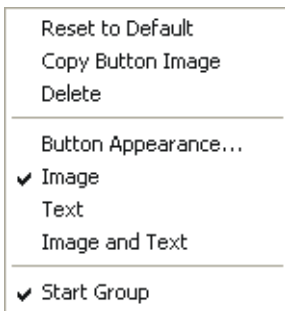 Reset to Default
Copy Button Image
Delete
Button Appearance...
Image
Text
Image and Text
Start Group